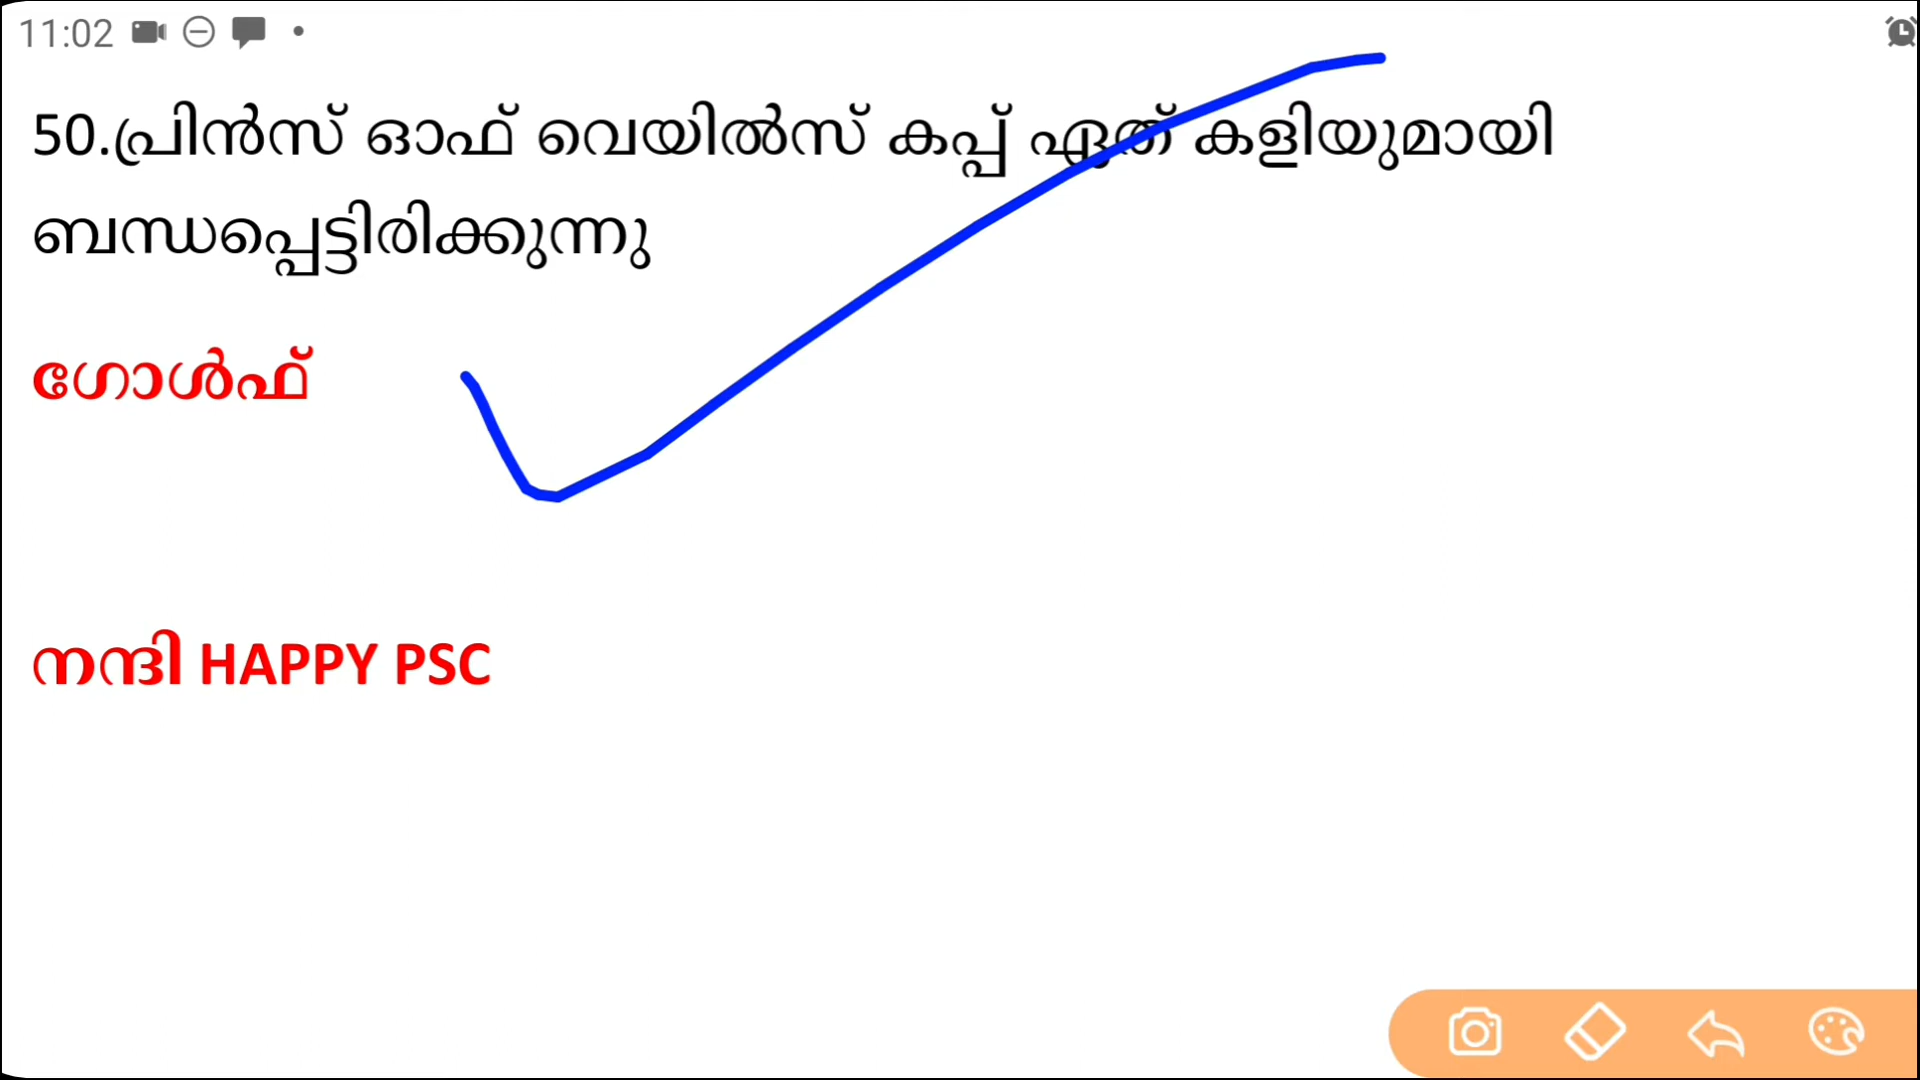 11:02
50.പ്രിൻസ് ഓഫ് വെയിൽസ് കപ്പ് ഏത് കളിയുമായി
ബന്ധപ്പെട്ടിരിക്കുന്നു
ഗോൾഫ്
നന്ദി HAPPY PSC